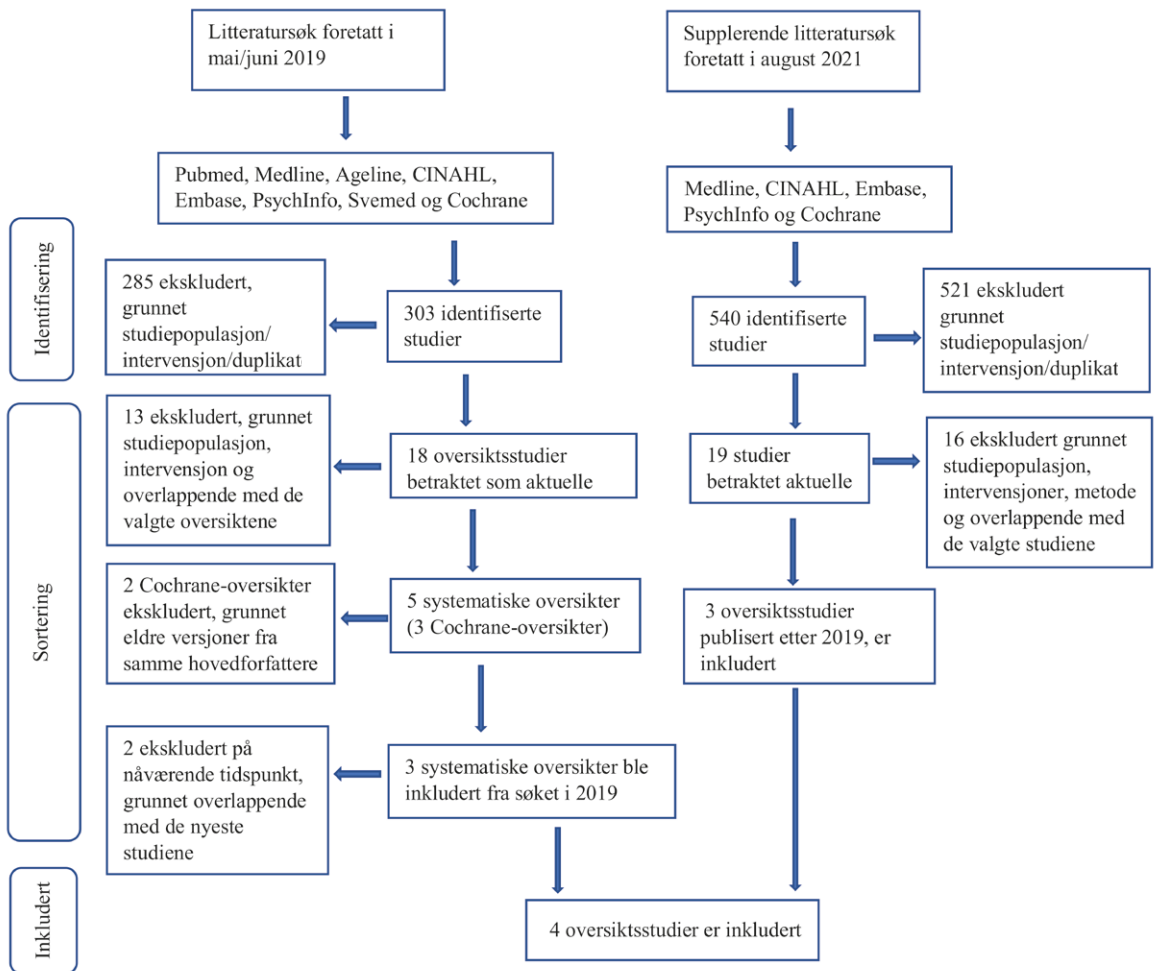 Litteratursøk foretatt i
mai/juni 2019
Supplerende litteratursøk
foretatt i august 2021
Pubmed, Medline, Ageline, CINAHL,
Embase, PsychInfo, Svemed og Cochrane
Medline, CINAHL, Embase,
PsychInfo og Cochrane
Identifisering
285 ekskludert,
grunnet
studiepopulasjon/
intervensjon/duplikat
303 identifiserte
studier
540 identifiserte
studier
521 ekskludert
grunnet
studiepopulasjon/
intervensjon/duplikat
Sortering
13 ekskludert, grunnet
studiepopulasjon,
intervensjon og
overlappende med de
valgte oversiktene
18 oversiktsstudier
betraktet som aktuelle
19 studier
betraktet aktuelle
16 ekskludert grunnet
studiepopulasjon,
intervensjoner, metode
og overlappende med
de valgte studiene
2 Cochrane-oversikter
ekskludert, grunnet
eldre versjoner fra
samme hovedforfattere
5 systematiske oversikter
(3 Cochrane-oversikter)
3 oversiktsstudier
publisert etter 2019, er
inkludert
2 ekskludert på
nåværende tidspunkt,
grunnet overlappende
med de nyeste
studiene
3 systematiske oversikter ble
inkludert fra søket i 2019
Inkludert
4 oversiktsstudier er inkludert